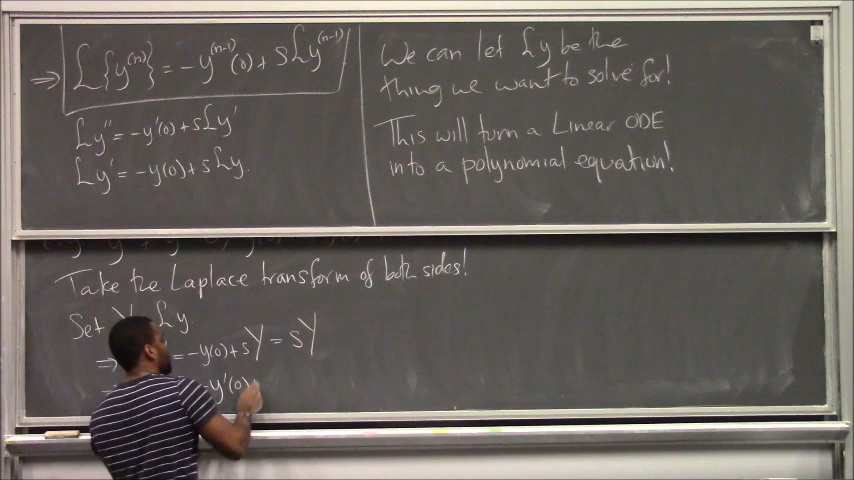 ⇒ ℒ{y⁽ⁿ⁾} = -y⁽ⁿ⁻¹⁾(0) + sℒy⁽ⁿ⁻¹⁾
ℒy'' = -y'(0) + sℒy'
ℒy' = -y(0) + sℒy.
We can let ℒy be the
thing we want to solve for!
This will turn a Linear ODE
into a polynomial equation!
Take the Laplace transform of both sides!
Set Y ℒy
⇒ = -y(0) + sY = sY
-y'(0)